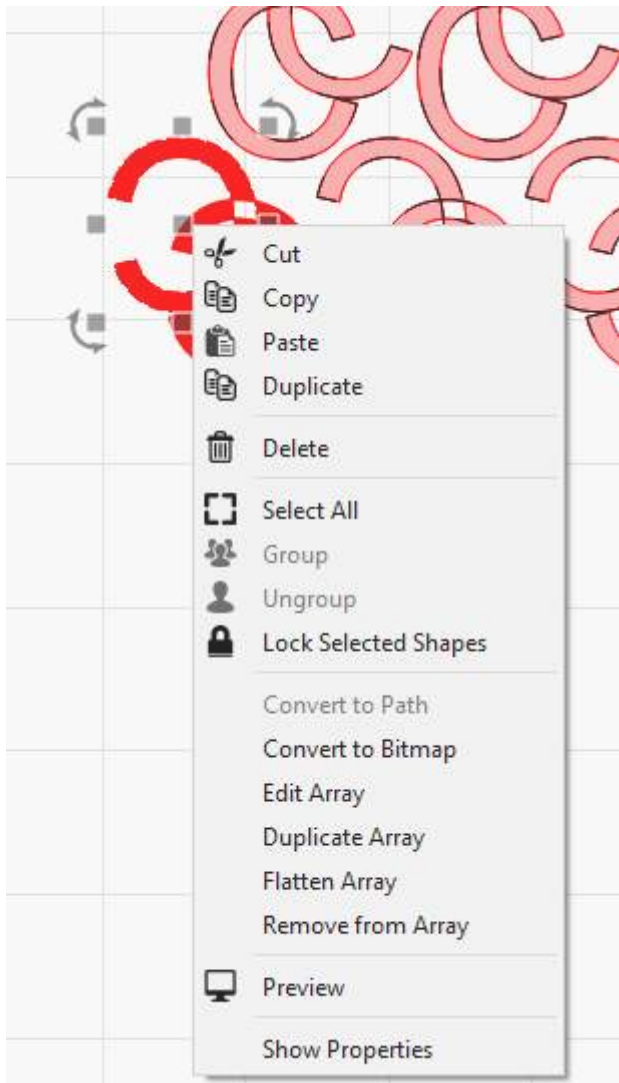 Cut
Copy
Paste
Duplicate
Delete
Select All
Group
Ungroup
Lock Selected Shapes
Convert to Path
Convert to Bitmap
Edit Array
Duplicate Array
Flatten Array
Remove from Array
Preview
Show Properties